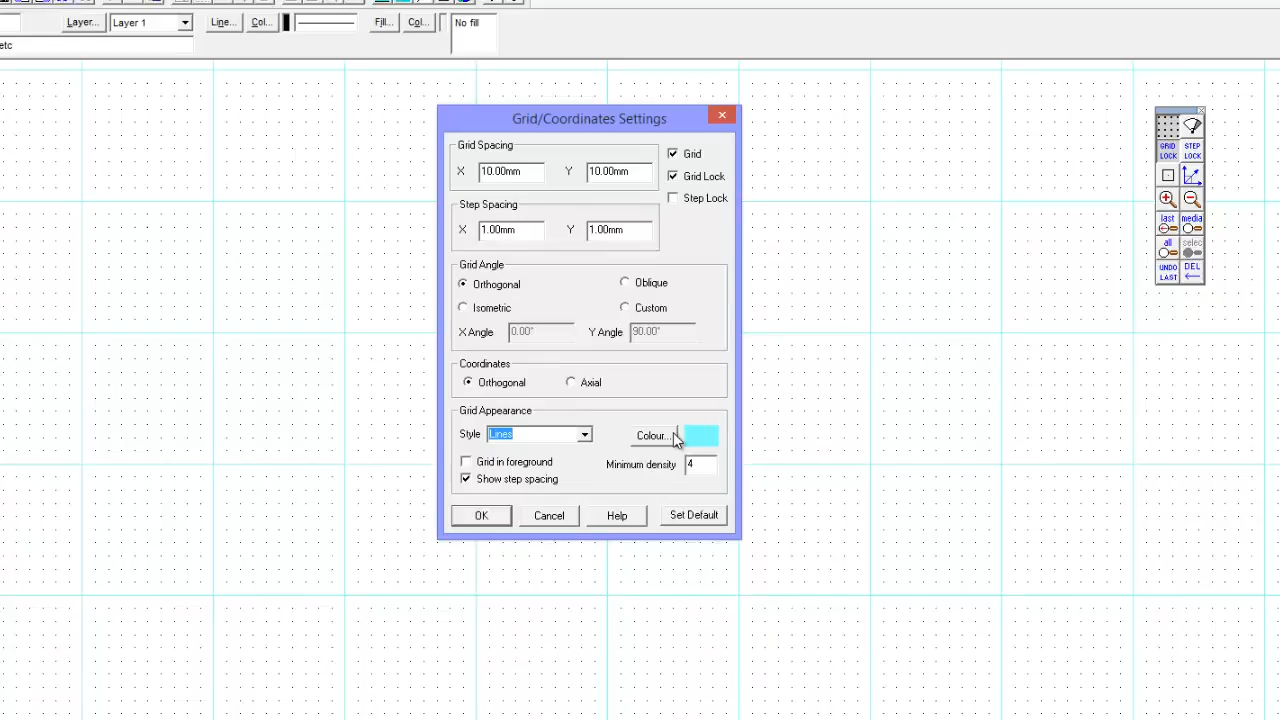 Layer...
Layer 1
Line...
Col...
Fill...
Col...
No fill
etc
Grid/Coordinates Settings
Grid Spacing
X 10.00mm Y 10.00mm
Grid
Grid Lock
Step Lock
Step Spacing
X 1.00mm Y 1.00mm
Grid Angle
Orthogonal Oblique
Isometric Custom
X Angle 0.00° Y Angle 90.00°
Coordinates
Orthogonal Axial
Grid Appearance
Style Lines Colour...
Grid in foreground Minimum density 4
Show step spacing
OK Cancel Help Set Default
GRID LOCK
STEP LOCK
last
media
all
selec
UNDO LAST
DEL